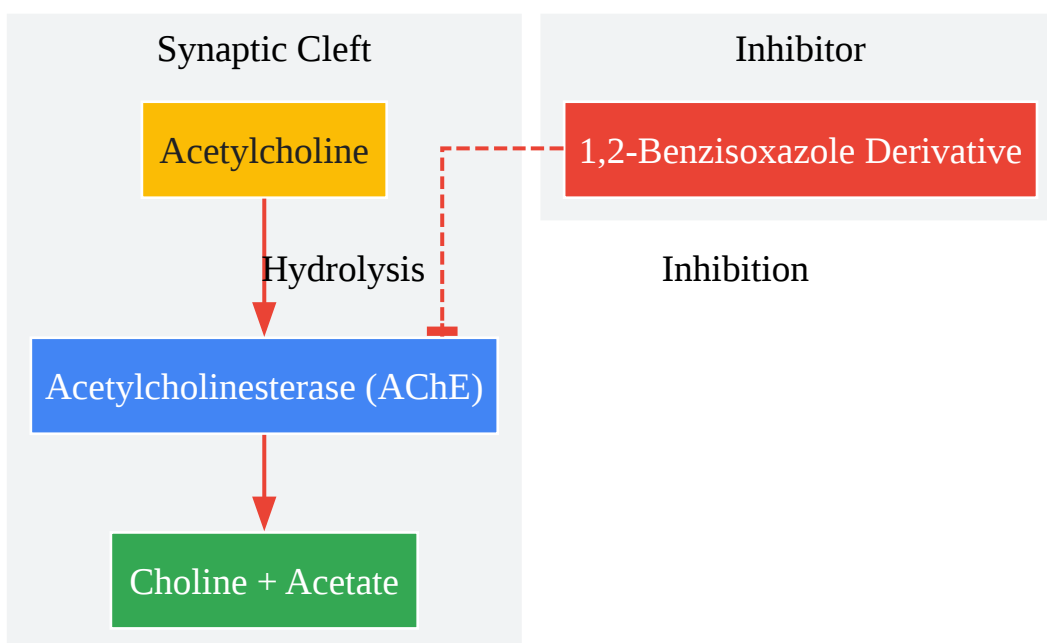 Synaptic Cleft
Inhibitor
Acetylcholine
1,2-Benzisoxazole Derivative
Hydrolysis
Inhibition
Acetylcholinesterase (AChE)
Choline + Acetate